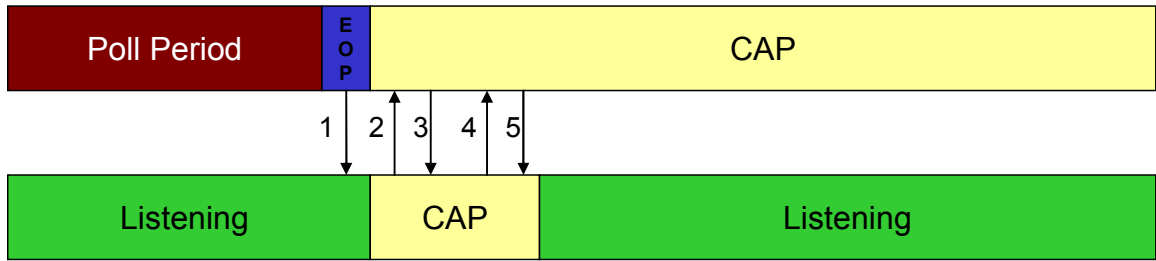 Poll Period
E
O
P
CAP
1 2 3 4 5
Listening
CAP
Listening